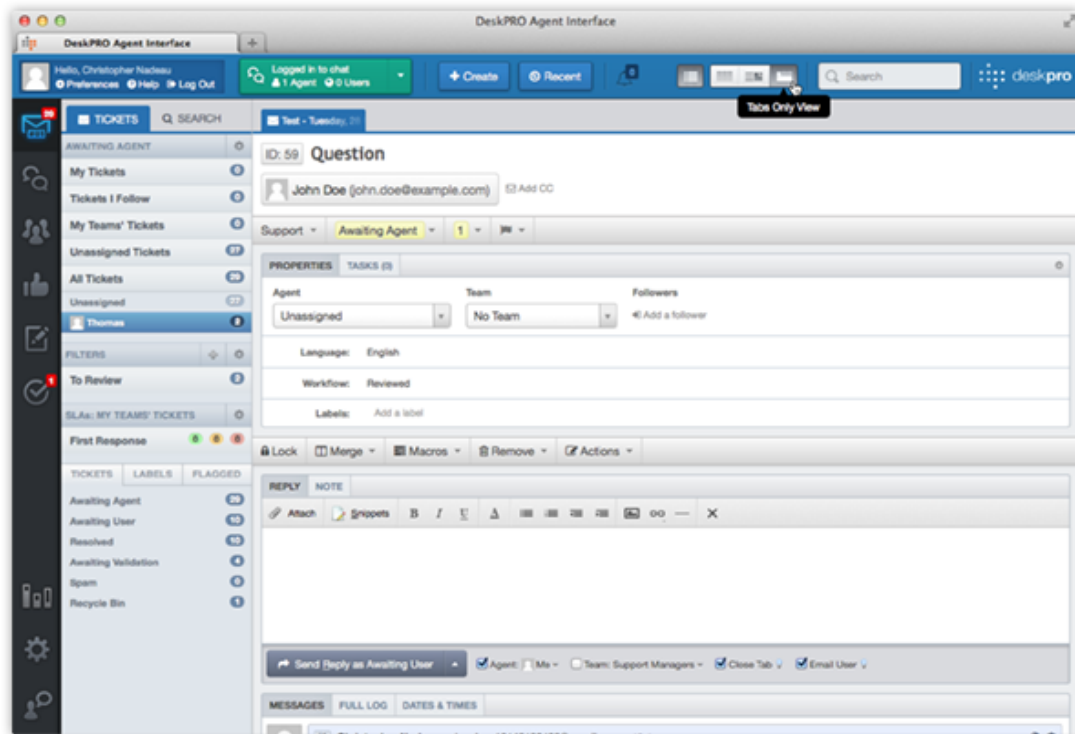 DeskPRO Agent Interface
DeskPRO Agent Interface
Hello, Christopher Nadeau
Preferences Help Log Out
Logged in to chat
1 Agent 0 Users
+ Create
Recent
Search
deskpro
Tabs Only View
TICKETS
SEARCH
Test - Tuesday,
AWAITING AGENT
My Tickets
Tickets I Follow
My Teams' Tickets
Unassigned Tickets
All Tickets
Unassigned
Thomas
FILTERS
To Review
SLAs: MY TEAMS' TICKETS
First Response
TICKETS LABELS FLAGGED
Awaiting Agent
Awaiting User
Resolved
Awaiting Validation
Spam
Recycle Bin
ID: 59 Question
John Doe (john.doe@example.com) Add CC
Support Awaiting Agent 1
PROPERTIES TASKS (0)
Agent Team Followers
Unassigned No Team Add a follower
Language: English
Workflow: Reviewed
Labels: Add a label
Lock Merge Macros Remove Actions
REPLY NOTE
Attach Snippets B I U A
Send Reply as Awaiting User Agent: Me Team: Support Managers Close Tab Email User
MESSAGES FULL LOG DATES & TIMES